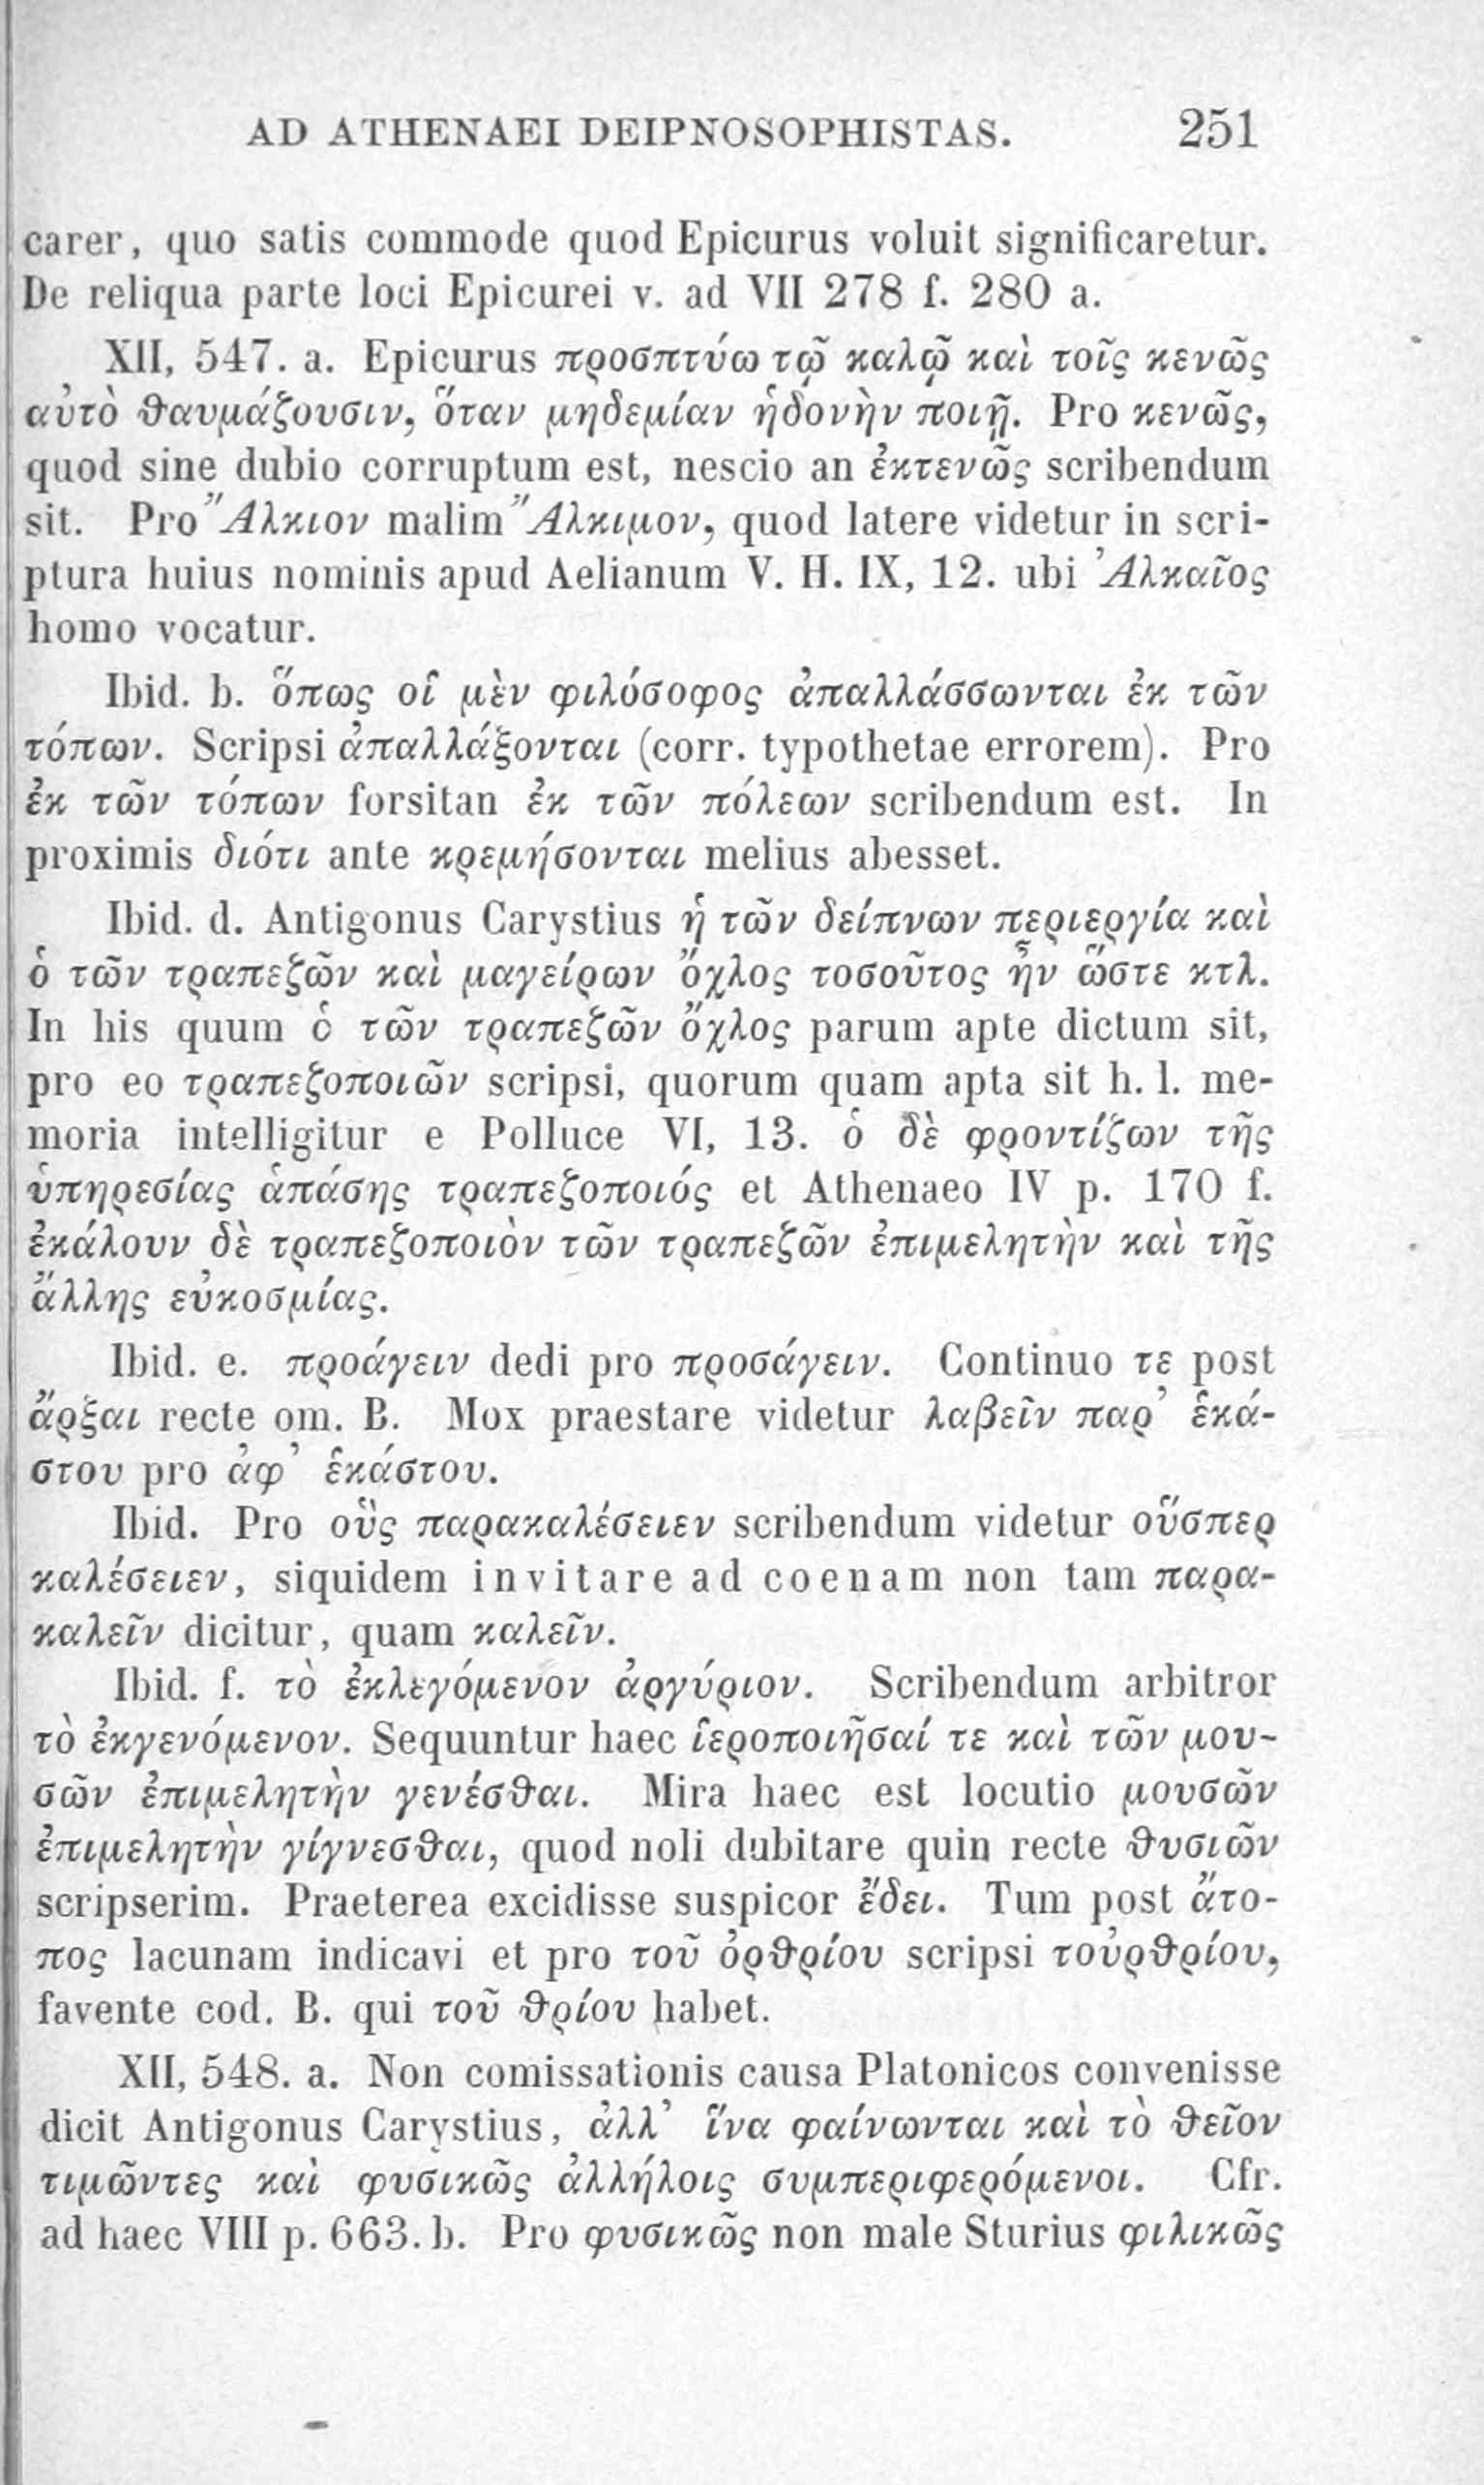 AD ATHENAEI DEIPNOSOPHISTAS. 251
carer, quo satis commode quod Epicurus voluit significaretur.
De reliqua parte loci Epicurei v. ad VII 278 f. 280 a.
XII, 547. a. Epicurus προσπτύω τῷ καλῷ καὶ τοῖς κενῶς
αὐτὸ θαυμάζουσιν, ὅταν μηδεμίαν ἡδονὴν ποιῇ. Pro κενῶς,
quod sine dubio corruptum est, nescio an ἐκτενῶς scribendum
sit. Pro Ἄλκιον malim Ἄλκιμον, quod latere videtur in scri-
ptura huius nominis apud Aelianum V. H. IX, 12. ubi Ἀλκαῖος
homo vocatur.
Ibid. b. ὅπως οἱ μὲν φιλόσοφος ἀπαλλάσσωνται ἐκ τῶν
τόπων. Scripsi ἀπαλλάξονται (corr. typothetae errorem). Pro
ἐκ τῶν τόπων forsitan ἐκ τῶν πόλεων scribendum est. In
proximis διότι ante κρεμήσονται melius abesset.
Ibid. d. Antigonus Carystius ἡ τῶν δείπνων περιεργία καὶ
ὁ τῶν τραπεζῶν καὶ μαγείρων ὄχλος τοσοῦτος ἦν ὥστε κτλ.
In his quum ὁ τῶν τραπεζῶν ὄχλος parum apte dictum sit,
pro eo τραπεζοποιῶν scripsi, quorum quam apta sit h. l. me-
moria intelligitur e Polluce VI, 13. ὁ δὲ φροντίζων τῆς
ὑπηρεσίας ἁπάσης τραπεζοποιός et Athenaeo IV p. 170 f.
ἐκάλουν δὲ τραπεζοποιὸν τῶν τραπεζῶν ἐπιμελητὴν καὶ τῆς
ἄλλης εὐκοσμίας.
Ibid. e. προάγειν dedi pro προσάγειν. Continuo τε post
ἄρξαι recte om. B. Mox praestare videtur λαβεῖν παρ’ ἑκά-
στου pro ἀφ’ ἑκάστου.
Ibid. Pro οὓς παρακαλέσειεν scribendum videtur οὕσπερ
καλέσειεν, siquidem invitare ad coenam non tam παρα-
καλεῖν dicitur, quam καλεῖν.
Ibid. f. τὸ ἐκλεγόμενον ἀργύριον. Scribendum arbitror
τὸ ἐκγενόμενον. Sequuntur haec ἱεροποιῆσαί τε καὶ τῶν μου-
σῶν ἐπιμελητὴν γενέσθαι. Mira haec est locutio μουσῶν
ἐπιμελητὴν γίγνεσθαι, quod noli dubitare quin recte θυσιῶν
scripserim. Praeterea excidisse suspicor ἔδει. Tum post ἄτο-
πος lacunam indicavi et pro τοῦ ὀρθρίου scripsi τοὐρθρίου,
favente cod. B. qui τοῦ θρίου habet.
XII, 548. a. Non comissationis causa Platonicos convenisse
dicit Antigonus Carystius, ἀλλ’ ἵνα φαίνωνται καὶ τὸ θεῖον
τιμῶντες καὶ φυσικῶς ἀλλήλοις συμπεριφερόμενοι. Cfr.
ad haec VIII p. 663. b. Pro φυσικῶς non male Sturius φιλικῶς